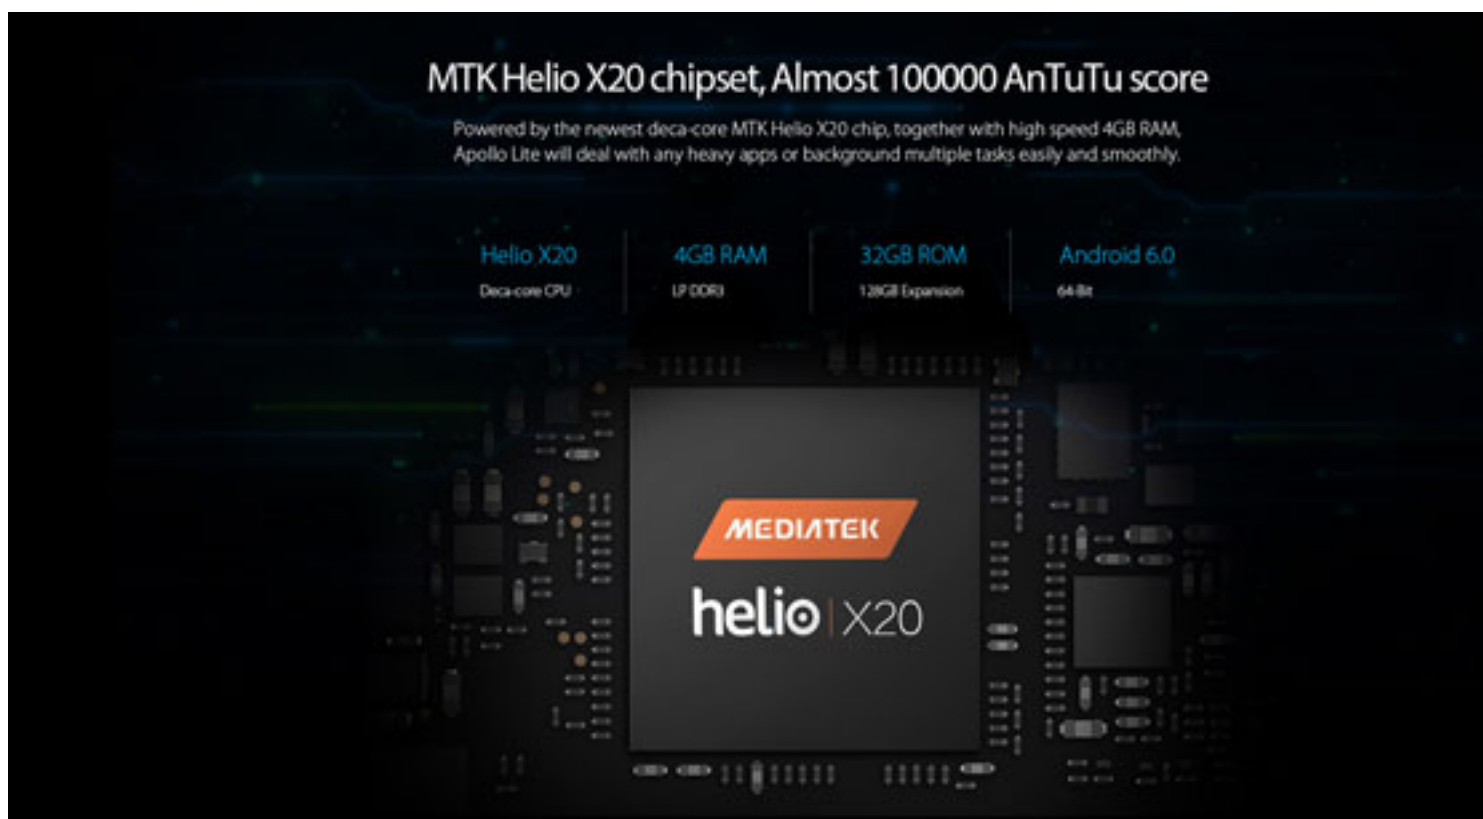 MTK Helio X20 chipset, Almost 100000 AnTuTu score
Powered by the newest deca-core MTK Helio X20 chip, together with high speed 4GB RAM,
Apollo Lite will deal with any heavy apps or background multiple tasks easily and smoothly.
Helio X20
Deca-core CPU
4GB RAM
LP DDR3
32GB ROM
128GB Expansion
Android 6.0
64-Bit
MEDIATEK
helio | X20